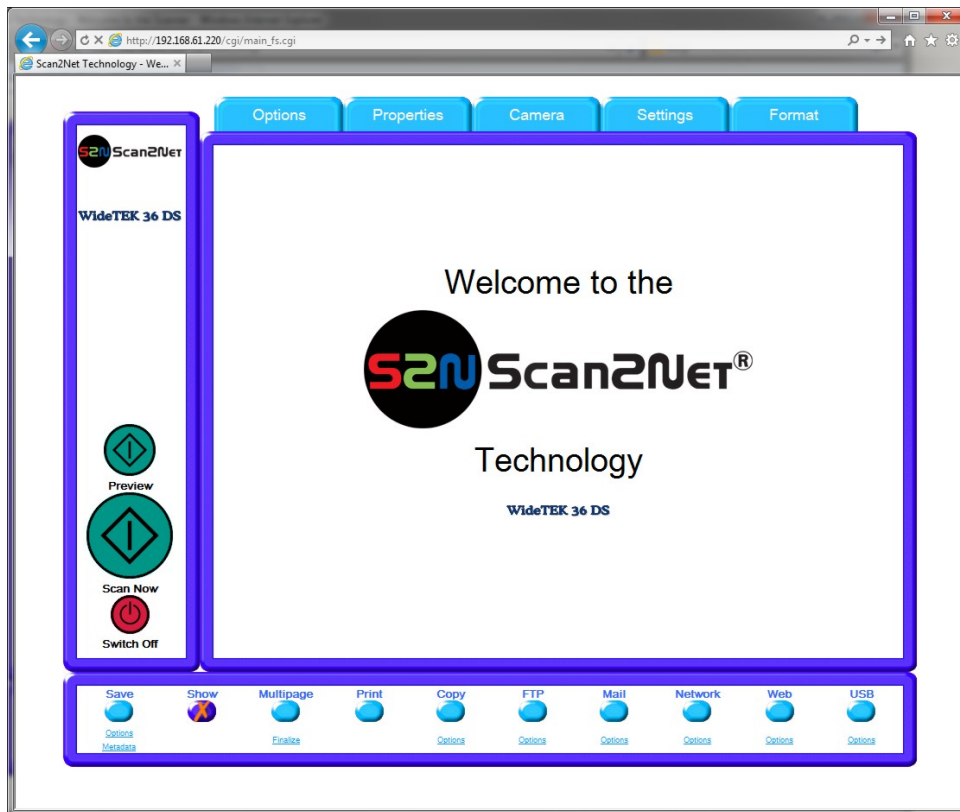 http://192.168.61.220/cgi/main_fs.cgi
Scan2Net Technology - We...
Options Properties Camera Settings Format
S2N Scan2Net
WideTEK 36 DS
Welcome to the
S2N Scan2Net®
Technology
WideTEK 36 DS
Preview
Scan Now
Switch Off
Save Show Multipage Print Copy FTP Mail Network Web USB
Options Finalize Options Options Options Options Options Options
Metadata